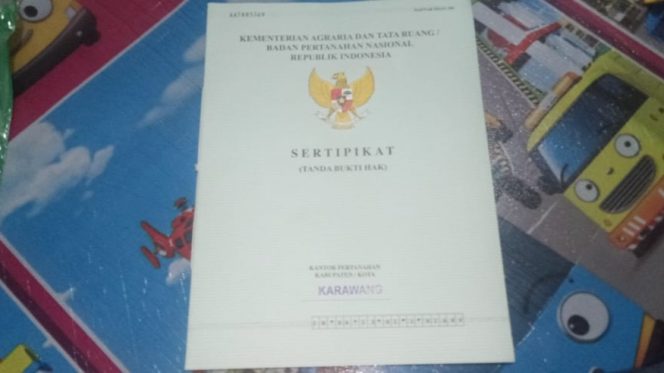 KEMENTERIAN AGRARIA DAN TATA RUANG /
BADAN PERTANAHAN NASIONAL
REPUBLIK INDONESIA
SERTIPIKAT
(TANDA BUKTI HAK)
KANTOR PERTANAHAN
KABUPATEN / KOTA
KARAWANG